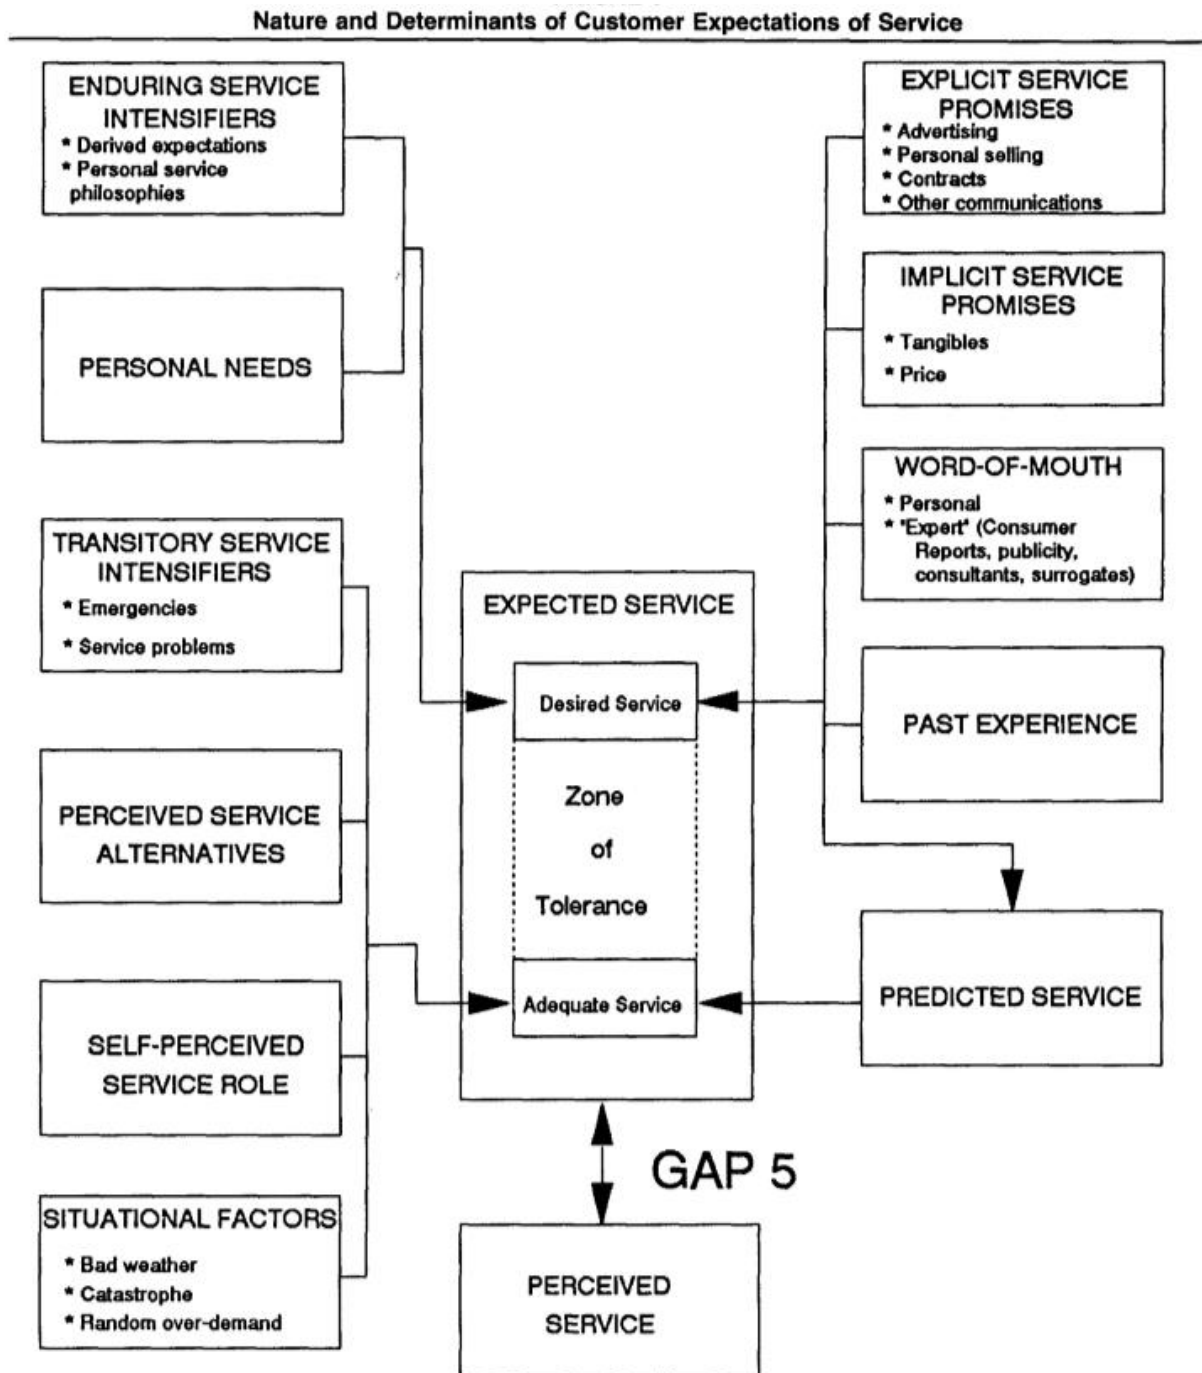 Nature and Determinants of Customer Expectations of Service
ENDURING SERVICE
INTENSIFIERS
* Derived expectations
* Personal service
philosophies
PERSONAL NEEDS
TRANSITORY SERVICE
INTENSIFIERS
* Emergencies
* Service problems
PERCEIVED SERVICE
ALTERNATIVES
SELF-PERCEIVED
SERVICE ROLE
SITUATIONAL FACTORS
* Bad weather
* Catastrophe
* Random over-demand
EXPECTED SERVICE
Desired Service
Zone
of
Tolerance
Adequate Service
GAP 5
PERCEIVED
SERVICE
EXPLICIT SERVICE
PROMISES
* Advertising
* Personal selling
* Contracts
* Other communications
IMPLICIT SERVICE
PROMISES
* Tangibles
* Price
WORD-OF-MOUTH
* Personal
* "Expert" (Consumer
Reports, publicity,
consultants, surrogates)
PAST EXPERIENCE
PREDICTED SERVICE